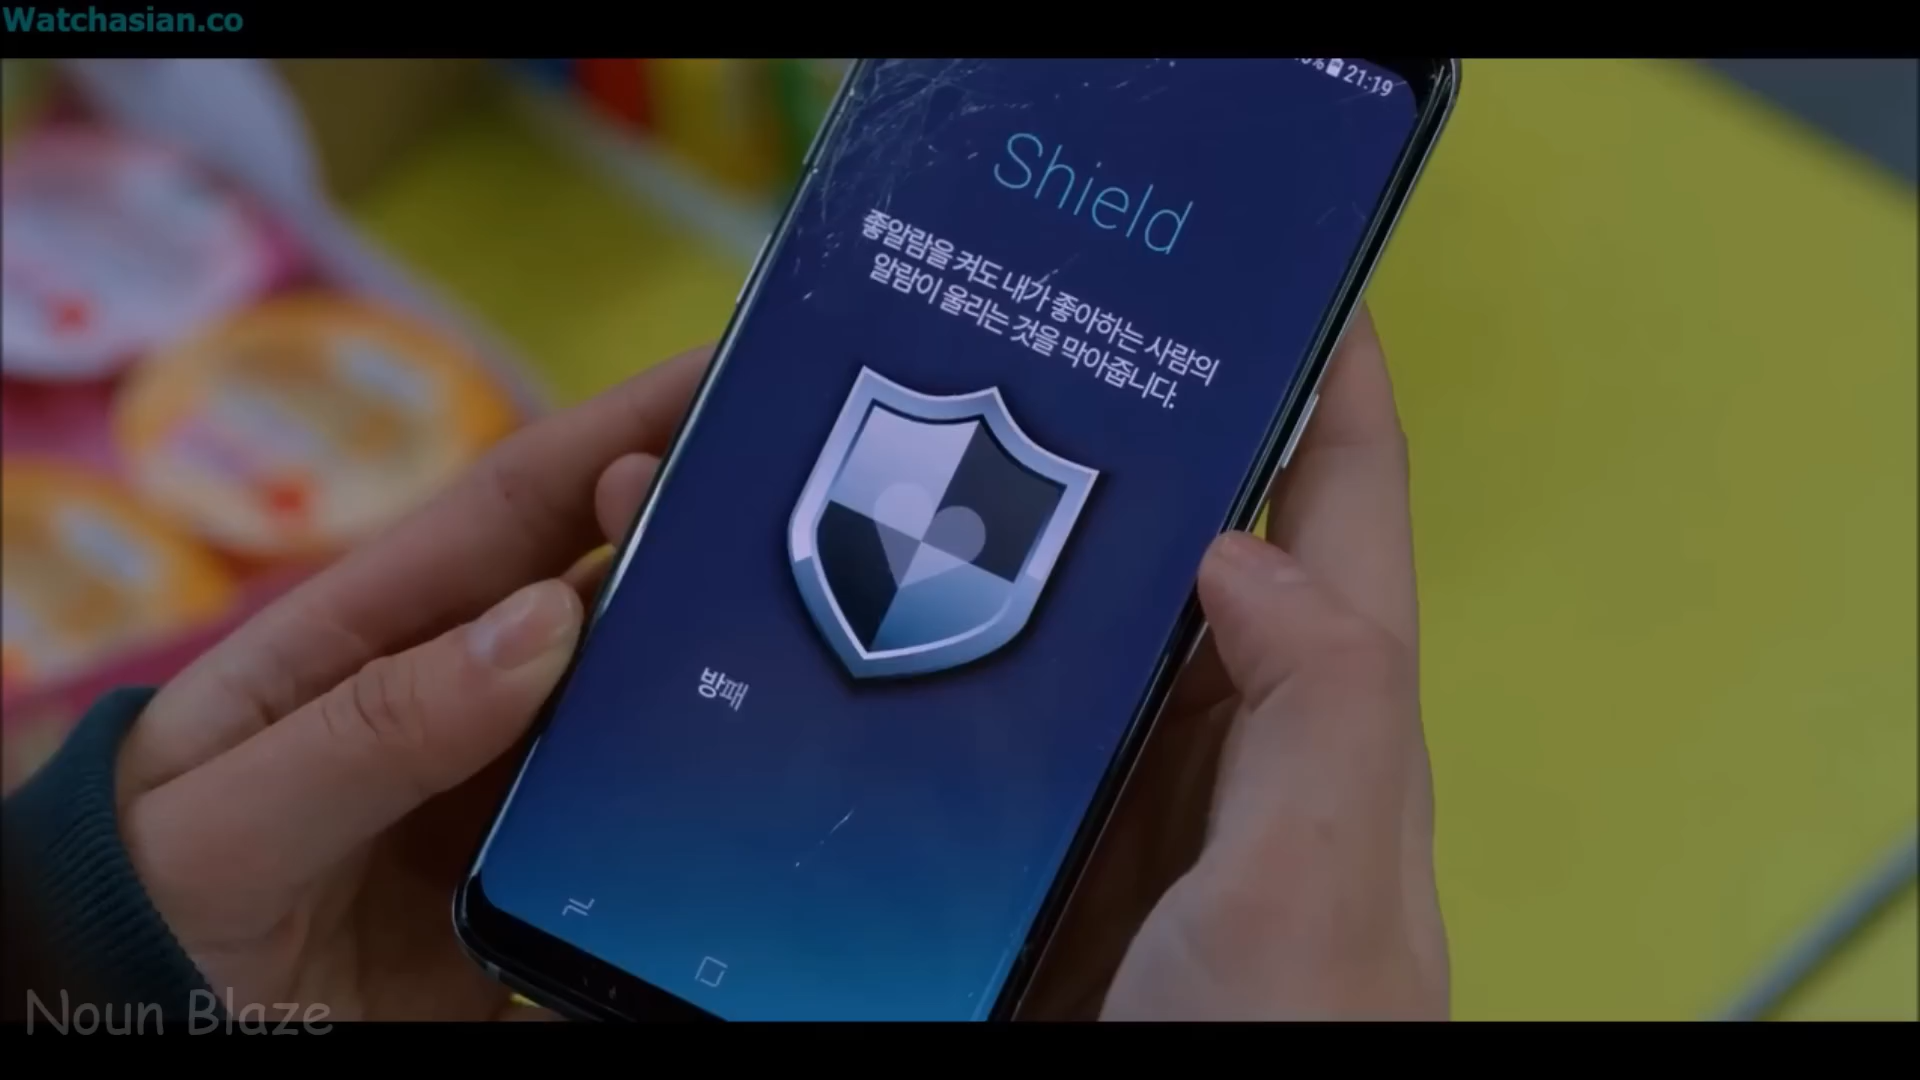 Watchasian.co
21:19
Shield
좋알람을 켜도 내가 좋아하는 사람의
알람이 울리는 것을 막아줍니다.
방패
Noun Blaze